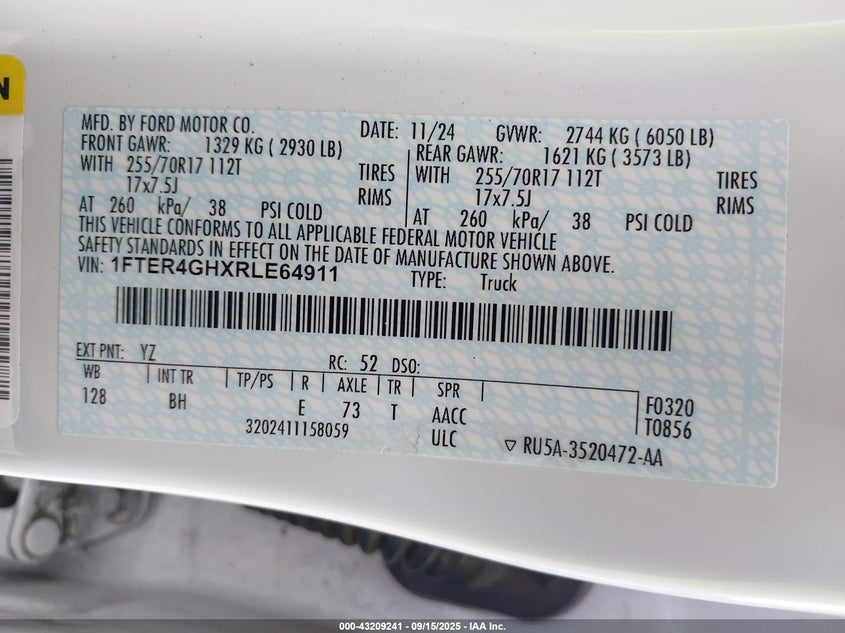 N
MFD. BY FORD MOTOR CO. DATE: 11/24 GVWR: 2744 KG ( 6050 LB)
FRONT GAWR: 1329 KG ( 2930 LB) REAR GAWR: 1621 KG ( 3573 LB)
WITH 255/70R17 112T TIRES WITH 255/70R17 112T TIRES
17x7.5J RIMS 17x7.5J RIMS
AT 260 kPa/ 38 PSI COLD AT 260 kPa/ 38 PSI COLD
THIS VEHICLE CONFORMS TO ALL APPLICABLE FEDERAL MOTOR VEHICLE
SAFETY STANDARDS IN EFFECT ON THE DATE OF MANUFACTURE SHOWN ABOVE.
VIN: 1FTER4GHXRLE64911 TYPE: Truck
EXT PNT: YZ RC: 52 DSO:
WB INT TR TP/PS R AXLE TR SPR
128 BH E 73 T AACC F0320
3202411158059 ULC T0856
RU5A-3520472-AA
000-43209241 - 09/15/2025 - IAA Inc.